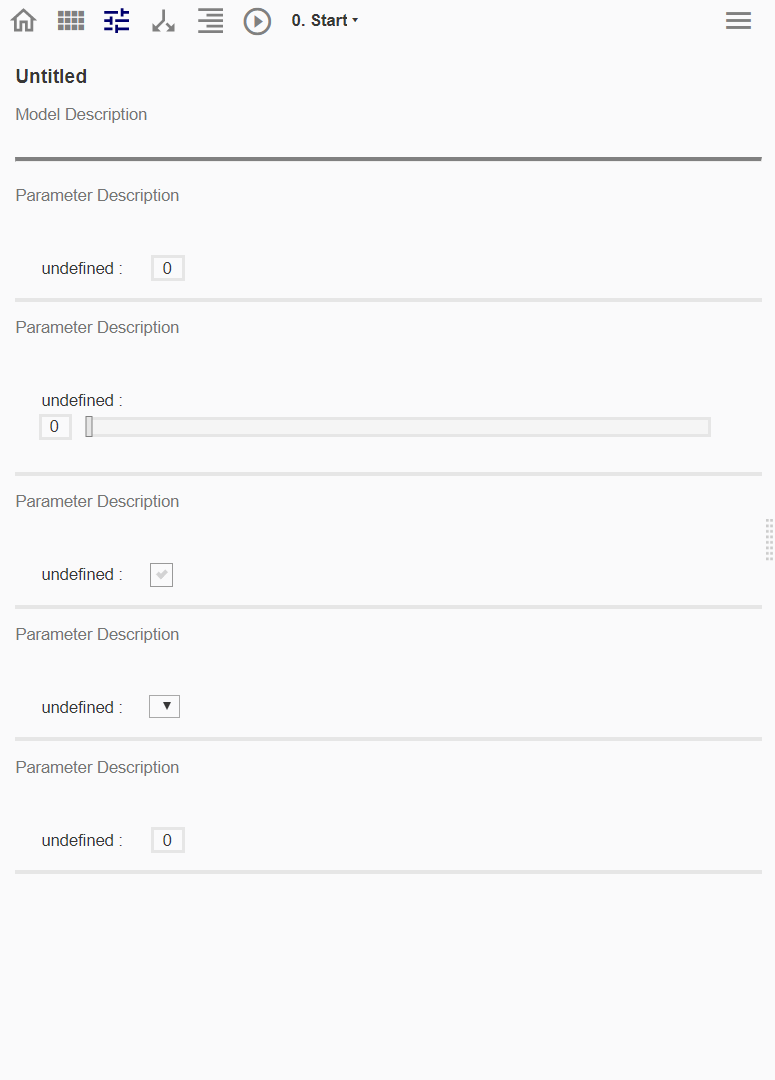 0. Start
Untitled
Model Description
Parameter Description
undefined : 0
Parameter Description
undefined :
0
Parameter Description
undefined :
Parameter Description
undefined :
Parameter Description
undefined : 0